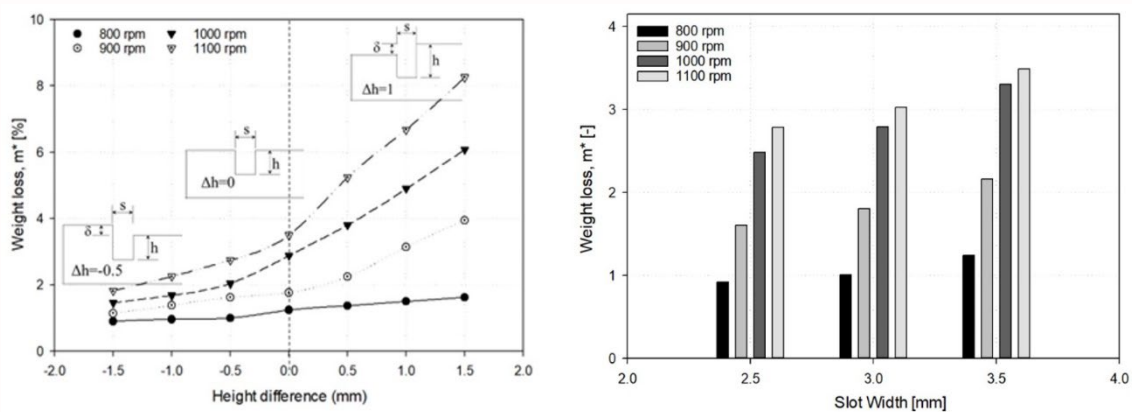 10
8
6
4
2
0
Weight loss, m* [%]
800 rpm
900 rpm
1000 rpm
1100 rpm
s
δ
h
Δh=1
s
h
Δh=0
s
δ
h
Δh=-0.5
-2.0 -1.5 -1.0 -0.5 0.0 0.5 1.0 1.5 2.0
Height difference (mm)
4
3
2
1
0
Weight loss, m* [-]
800 rpm
900 rpm
1000 rpm
1100 rpm
2.0 2.5 3.0 3.5 4.0
Slot Width [mm]